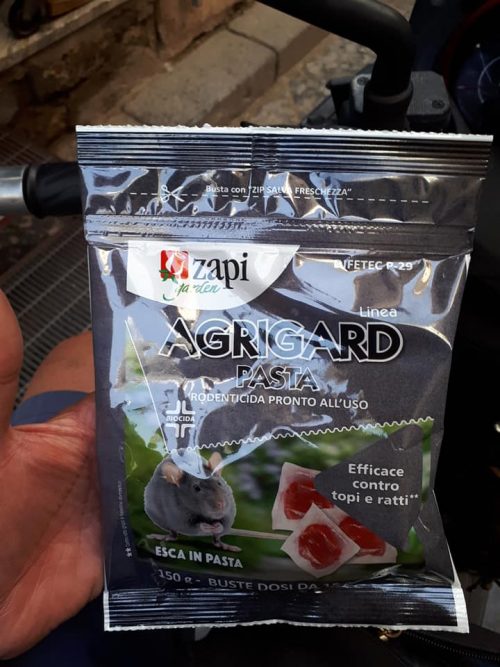 Busta con "ZIP SALVA FRESCHEZZA"
zapi
garden
P-29
Linea
AGRIGARD
PASTA
RODENTICIDA PRONTO ALL'USO
BIOCIDA
Efficace
contro
topi e ratti**
ESCA IN PASTA
150 g - BUSTE DOSI DA